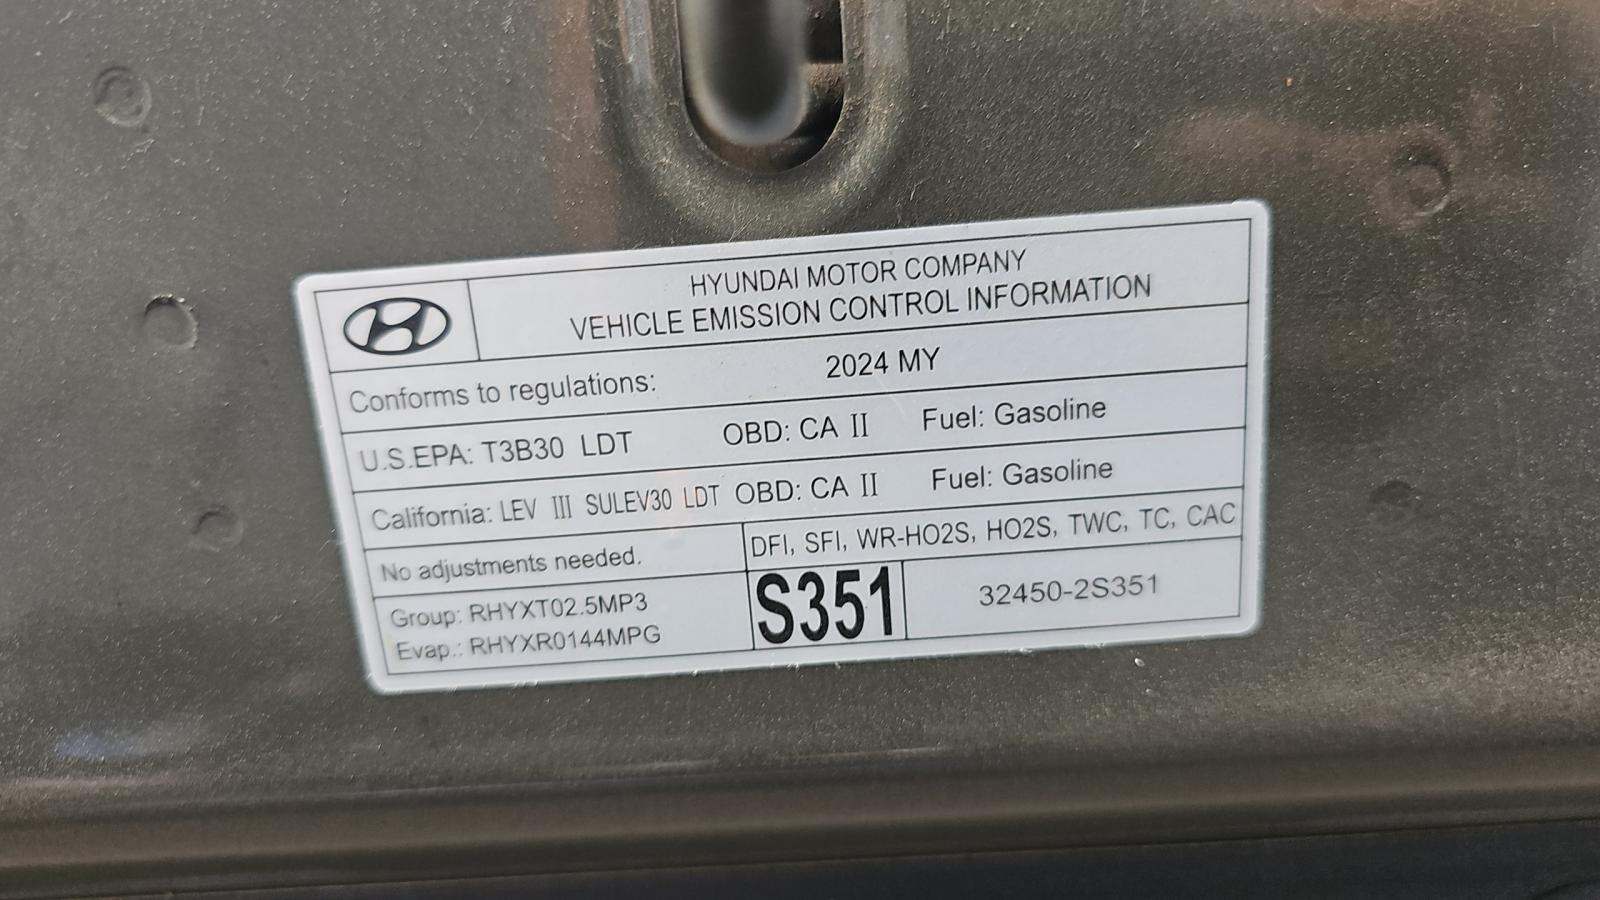 HYUNDAI MOTOR COMPANY
VEHICLE EMISSION CONTROL INFORMATION
Conforms to regulations: 2024 MY
U.S.EPA: T3B30 LDT OBD: CA II Fuel: Gasoline
California: LEV III SULEV30 LDT OBD: CA II Fuel: Gasoline
No adjustments needed. DFI, SFI, WR-HO2S, HO2S, TWC, TC, CAC
Group: RHYXT02.5MP3
Evap.: RHYXR0144MPG
S351 32450-2S351